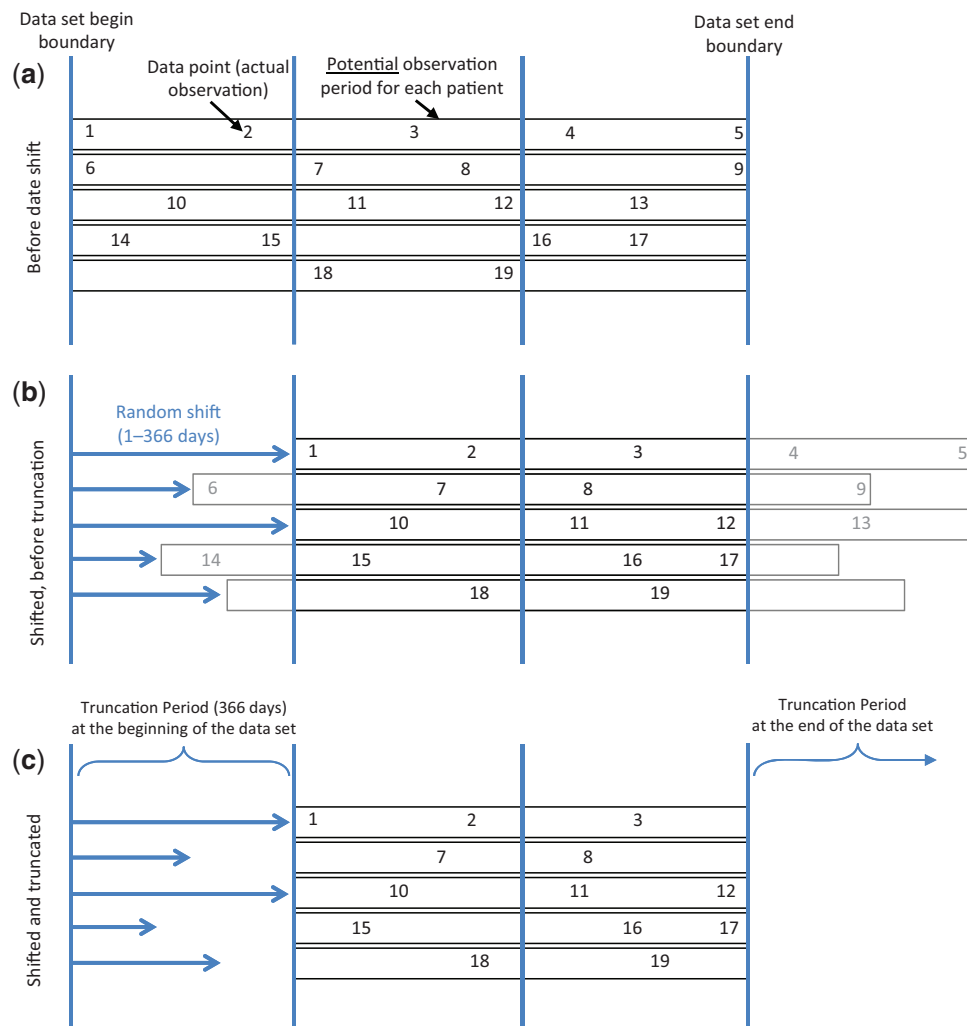 Data set begin
boundary
Data set end
boundary
(a)
Data point (actual
observation)
Potential observation
period for each patient
Before date shift
1 2 3 4 5
6 7 8 9
10 11 12 13
14 15 16 17
18 19
(b)
Random shift
(1–366 days)
Shifted, before truncation
1 2 3 4 5
6 7 8 9
10 11 12 13
14 15 16 17
18 19
Truncation Period (366 days)
at the beginning of the data set
Truncation Period
at the end of the data set
(c)
Shifted and truncated
1 2 3
7 8
10 11 12
15 16 17
18 19